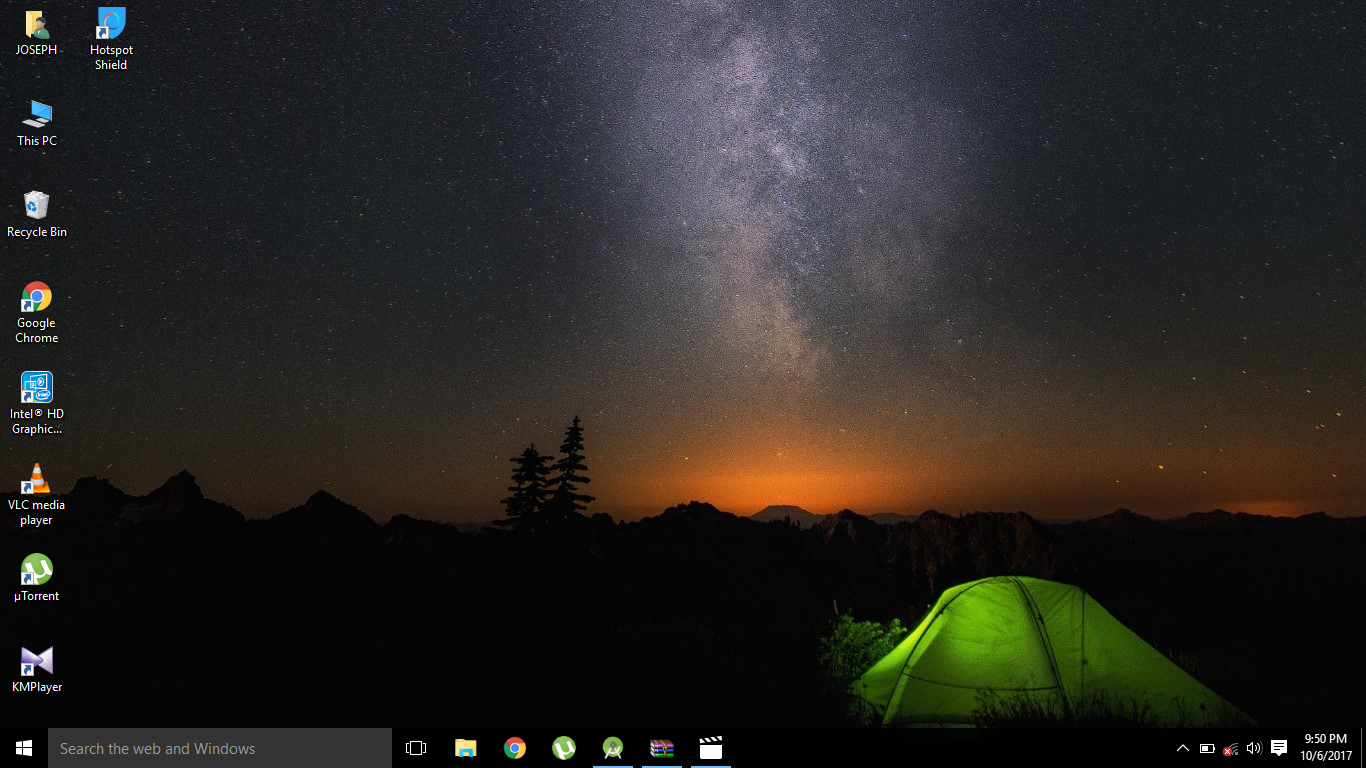 JOSEPH
Hotspot
Shield
This PC
Recycle Bin
Google
Chrome
Intel® HD
Graphic...
VLC media
player
µTorrent
KMPlayer
Search the web and Windows
9:50 PM
10/6/2017